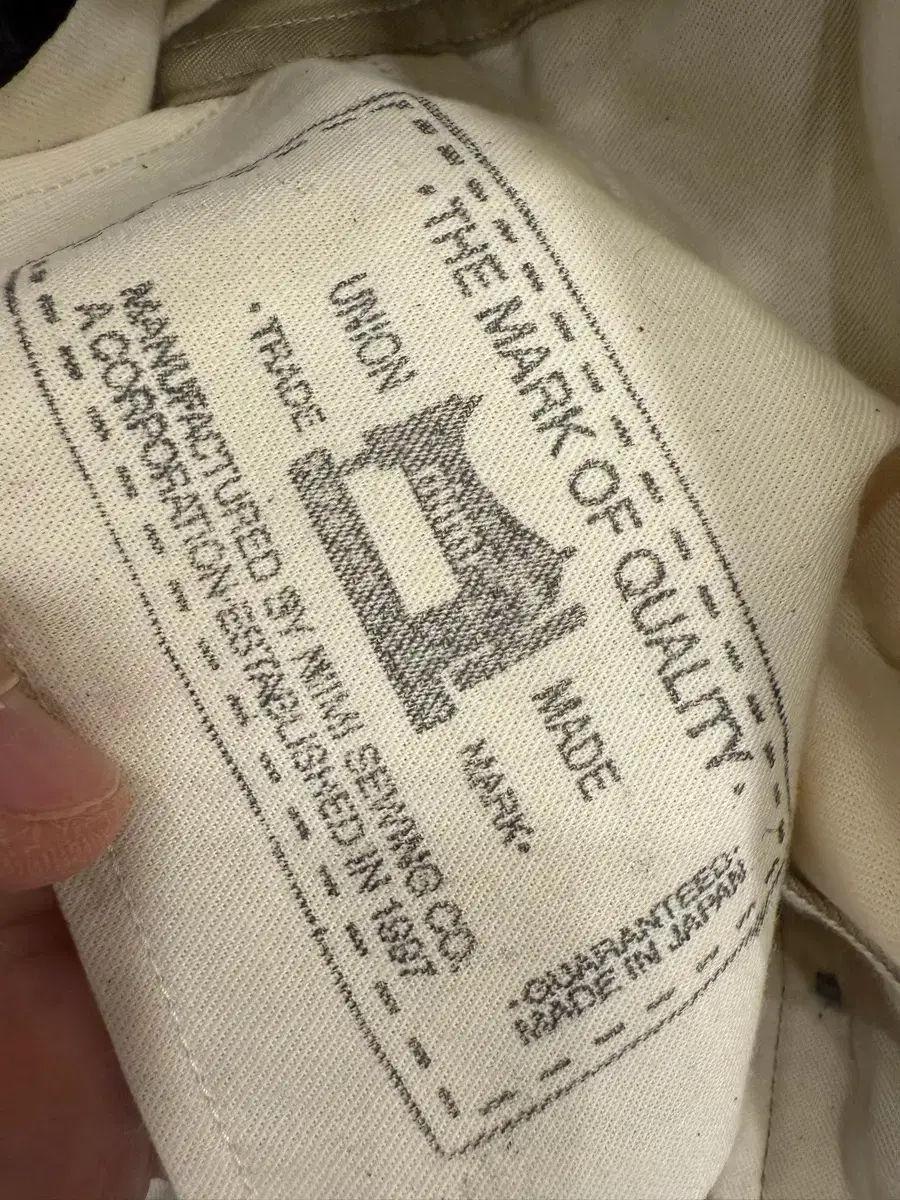 · THE MARK OF QUALITY ·
UNION MADE
· TRADE MARK ·
MANUFACTURED BY NIIMI SEWING CO.
A CORPORATION ESTABLISHED IN 1997
·GUARANTEED·
MADE IN JAPAN